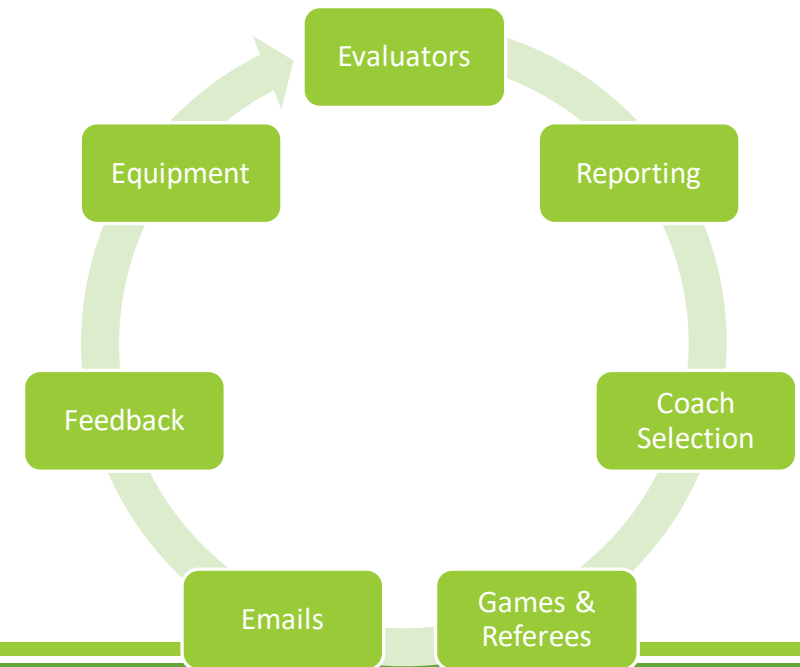 Evaluators
Reporting
Coach
Selection
Games &
Referees
Emails
Feedback
Equipment